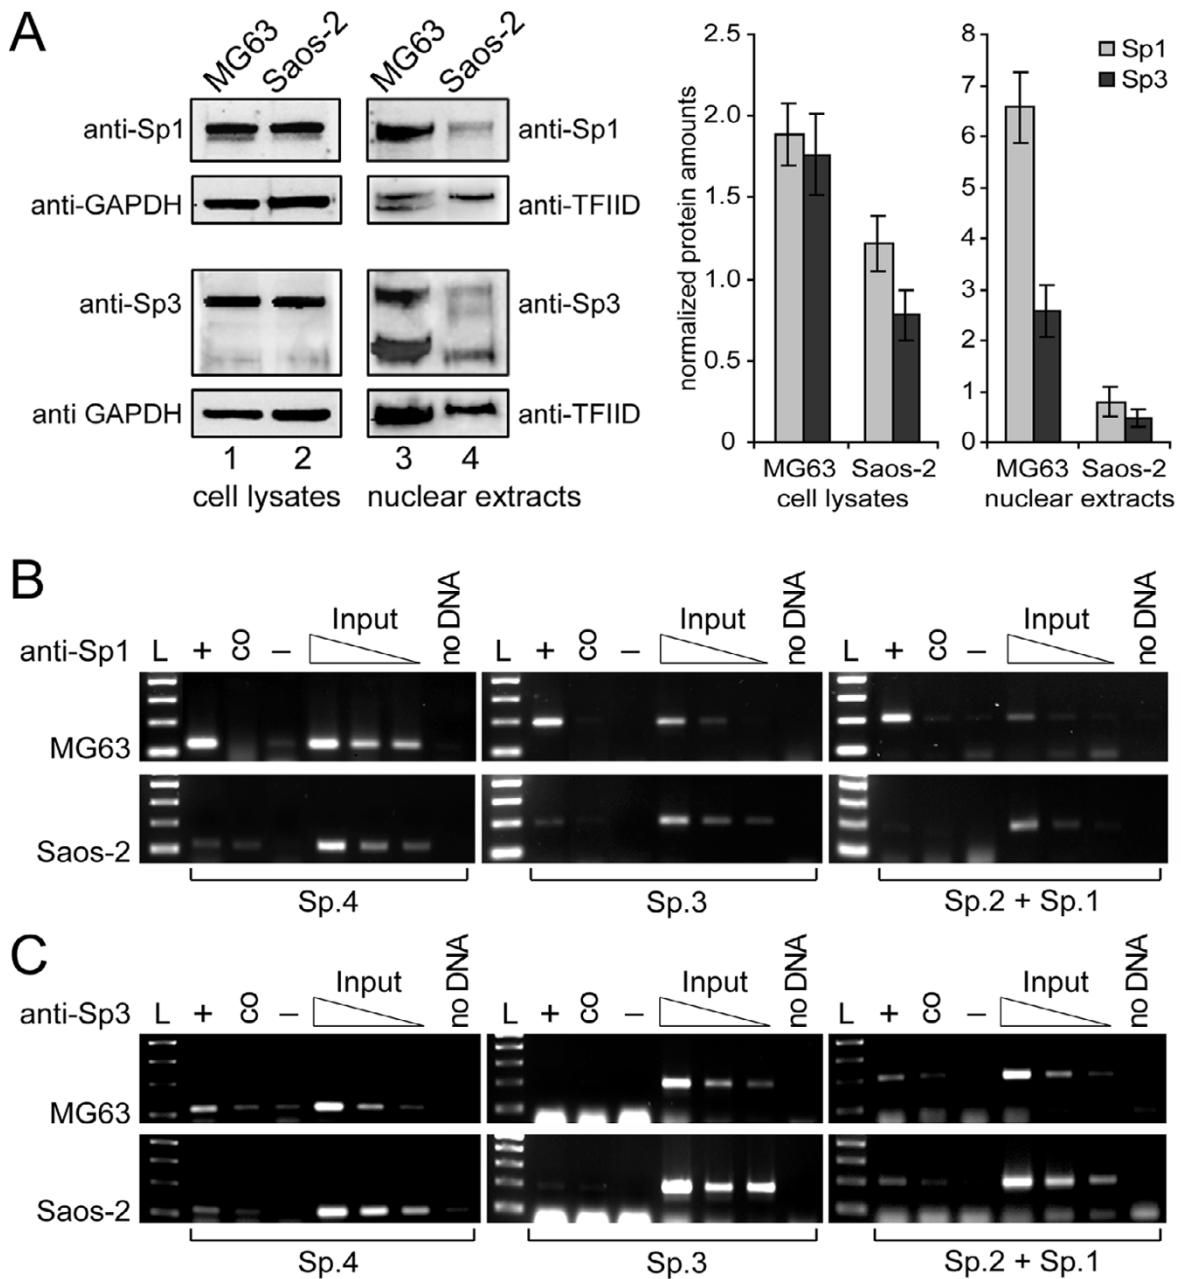 A
MG63 Saos-2 MG63 Saos-2
anti-Sp1 anti-Sp1
anti-GAPDH anti-TFIID
anti-Sp3 anti-Sp3
anti GAPDH anti-TFIID
1 2 3 4
cell lysates nuclear extracts
normalized protein amounts
2.5
2.0
1.5
1.0
0.5
0
MG63 Saos-2
cell lysates
8
7
6
5
4
3
2
1
0
MG63 Saos-2
nuclear extracts
Sp1
Sp3
B
anti-Sp1 L + co – Input no DNA L + co – Input no DNA L + co – Input no DNA
MG63
Saos-2
Sp.4 Sp.3 Sp.2 + Sp.1
C
anti-Sp3 L + co – Input no DNA L + co – Input no DNA L + co – Input no DNA
MG63
Saos-2
Sp.4 Sp.3 Sp.2 + Sp.1